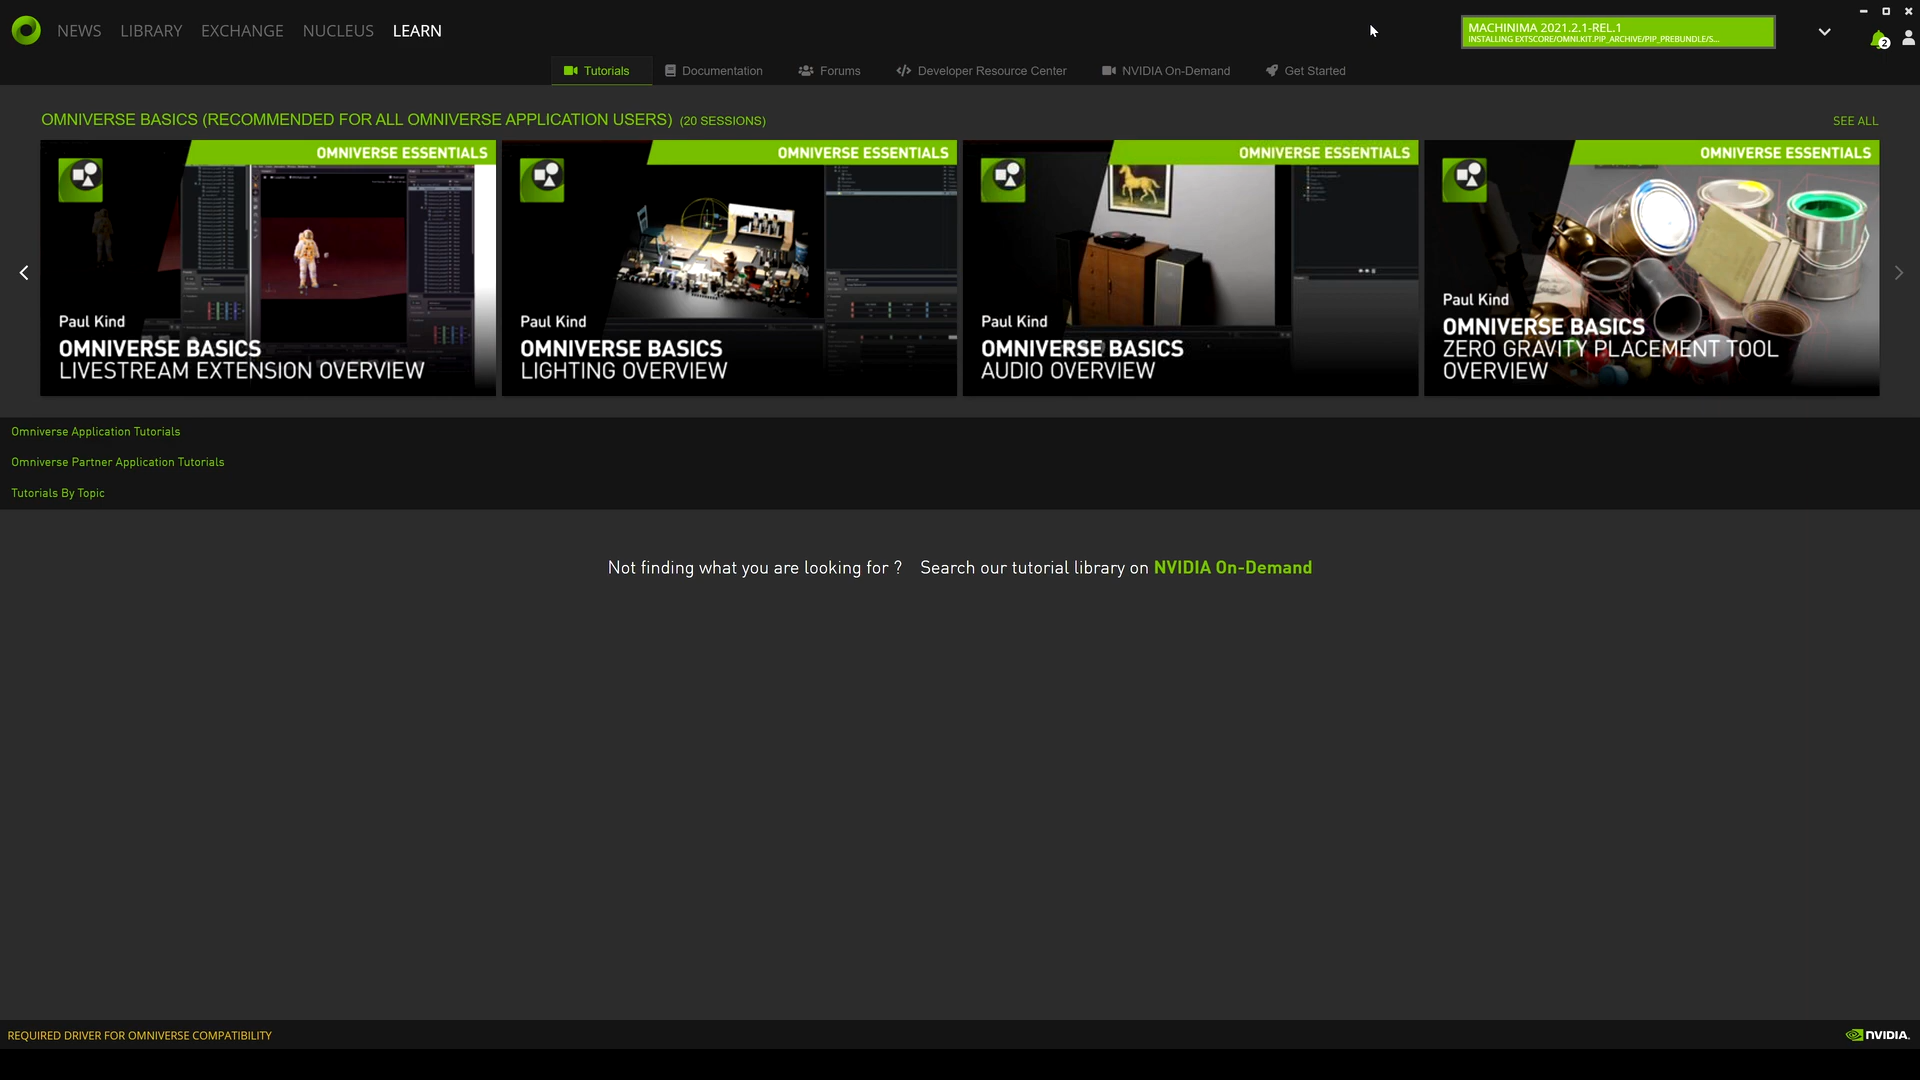 NEWS LIBRARY EXCHANGE NUCLEUS LEARN
MACHINIMA 2021.2.1-REL.1
INSTALLING EXTSCORE/OMNI.KIT.PIP_ARCHIVE/PIP_PREBUNDLE/S...
2
Tutorials Documentation Forums Developer Resource Center NVIDIA On-Demand Get Started
OMNIVERSE BASICS (RECOMMENDED FOR ALL OMNIVERSE APPLICATION USERS) (20 SESSIONS)
SEE ALL
OMNIVERSE ESSENTIALS
Paul Kind
OMNIVERSE BASICS
LIVESTREAM EXTENSION OVERVIEW
OMNIVERSE ESSENTIALS
Paul Kind
OMNIVERSE BASICS
LIGHTING OVERVIEW
OMNIVERSE ESSENTIALS
Paul Kind
OMNIVERSE BASICS
AUDIO OVERVIEW
OMNIVERSE ESSENTIALS
Paul Kind
OMNIVERSE BASICS
ZERO GRAVITY PLACEMENT TOOL
OVERVIEW
Omniverse Application Tutorials
Omniverse Partner Application Tutorials
Tutorials By Topic
Not finding what you are looking for ? Search our tutorial library on NVIDIA On-Demand
REQUIRED DRIVER FOR OMNIVERSE COMPATIBILITY
NVIDIA.